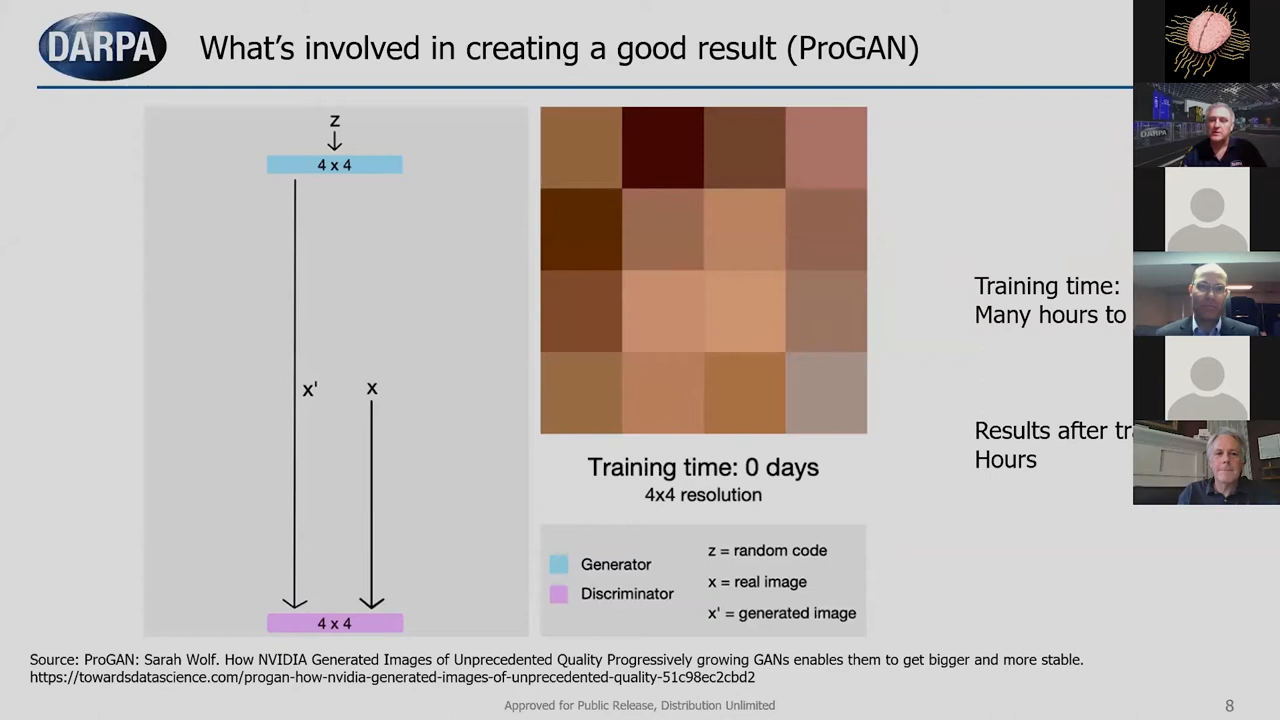 DARPA
What's involved in creating a good result (ProGAN)
z
4 x 4
x'
x
4 x 4
Training time: 0 days
4x4 resolution
Generator
Discriminator
z = random code
x = real image
x' = generated image
Training time:
Many hours to
Results after tr
Hours
DARPA
Source: ProGAN: Sarah Wolf. How NVIDIA Generated Images of Unprecedented Quality Progressively growing GANs enables them to get bigger and more stable.
https://towardsdatascience.com/progan-how-nvidia-generated-images-of-unprecedented-quality-51c98ec2cbd2
Approved for Public Release, Distribution Unlimited
8